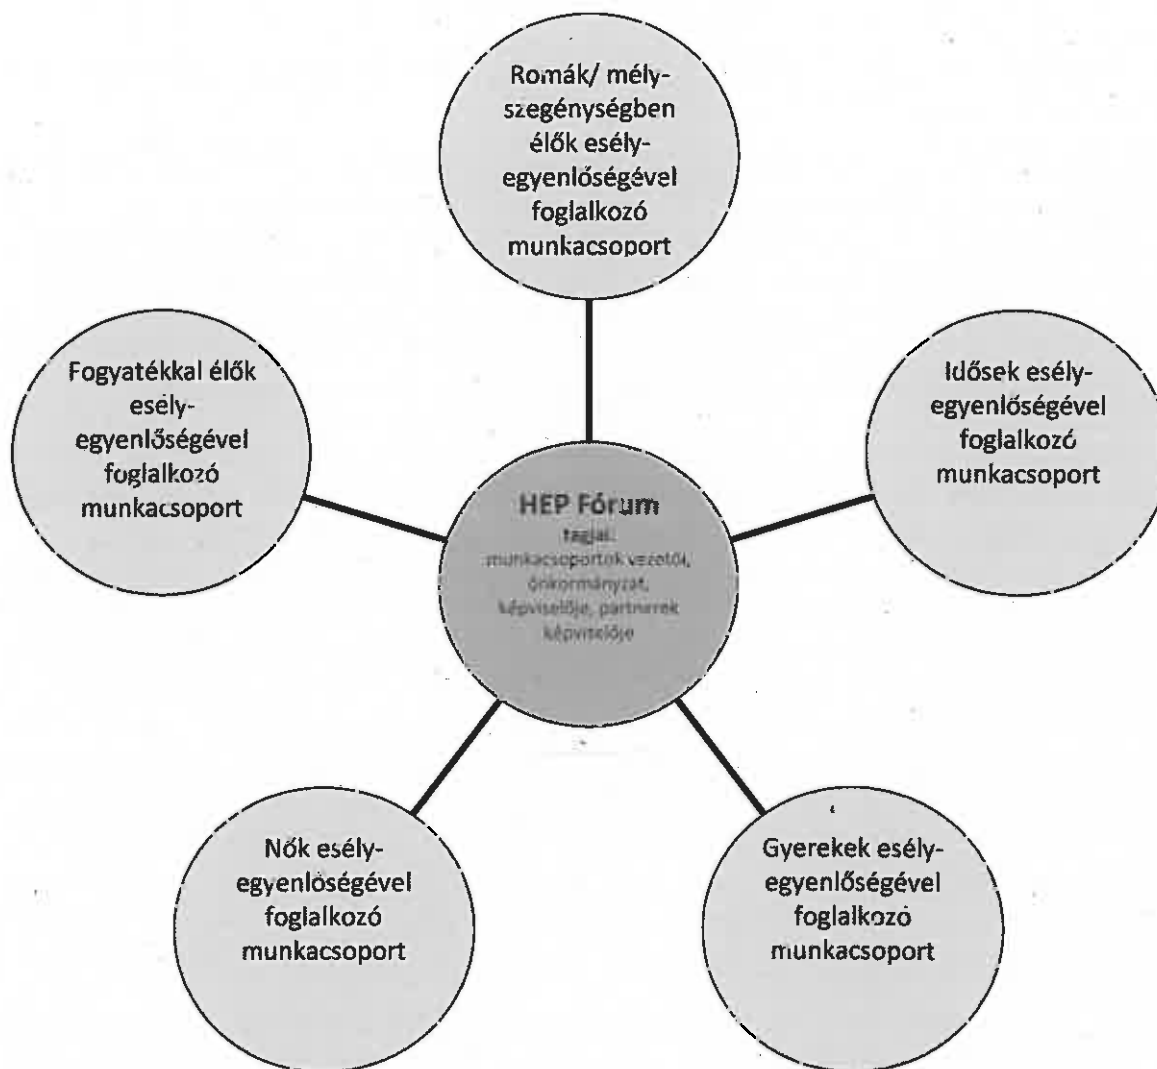 Romák/ mély-
szegénységben
élők esély-
egyenlőségével
foglalkozó
munkacsoport
Fogyatékkal élők
esély-
egyenlőségével
foglalkozó
munkacsoport
Idősek esély-
egyenlőségével
foglalkozó
munkacsoport
HEP Fórum
tagjai:
munkacsoportok vezetői,
önkormányzat,
képviselője, partnerek
képviselője
Nők esély-
egyenlőségével
foglalkozó
munkacsoport
Gyerekek esély-
egyenlőségével
foglalkozó
munkacsoport